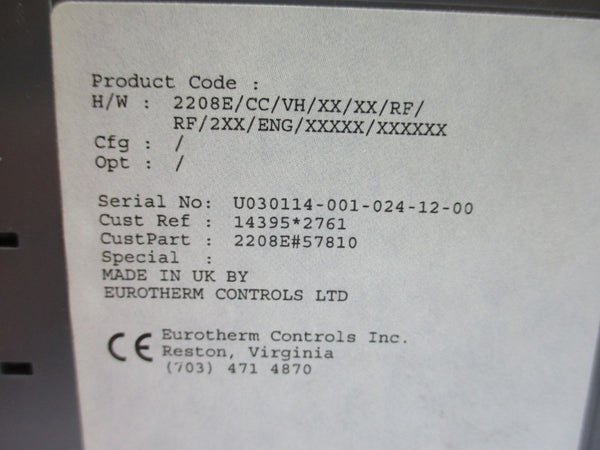 Product Code :
H/W : 2208E/CC/VH/XX/XX/RF/
RF/2XX/ENG/XXXXX/XXXXXX
Cfg : /
Opt : /
Serial No: U030114-001-024-12-00
Cust Ref : 14395*2761
CustPart : 2208E#57810
Special :
MADE IN UK BY
EUROTHERM CONTROLS LTD
CE Eurotherm Controls Inc.
Reston, Virginia
(703) 471 4870